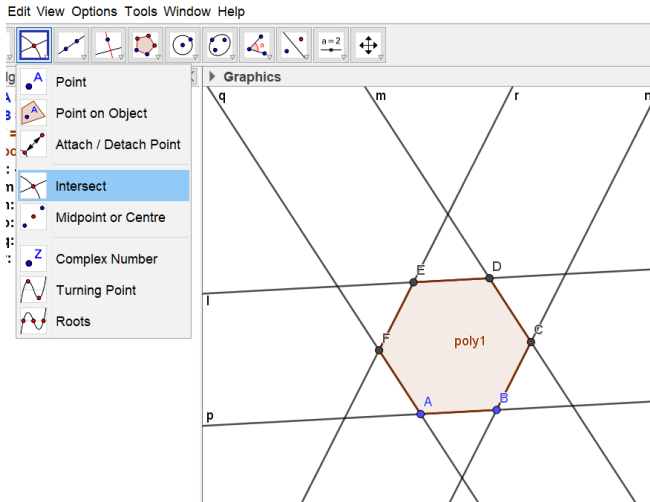 Edit View Options Tools Window Help
a = 2
Graphics
Point
Point on Object
Attach / Detach Point
Intersect
Midpoint or Centre
Complex Number
Turning Point
Roots
q m r n
E D
l
F C
poly1
A B
p